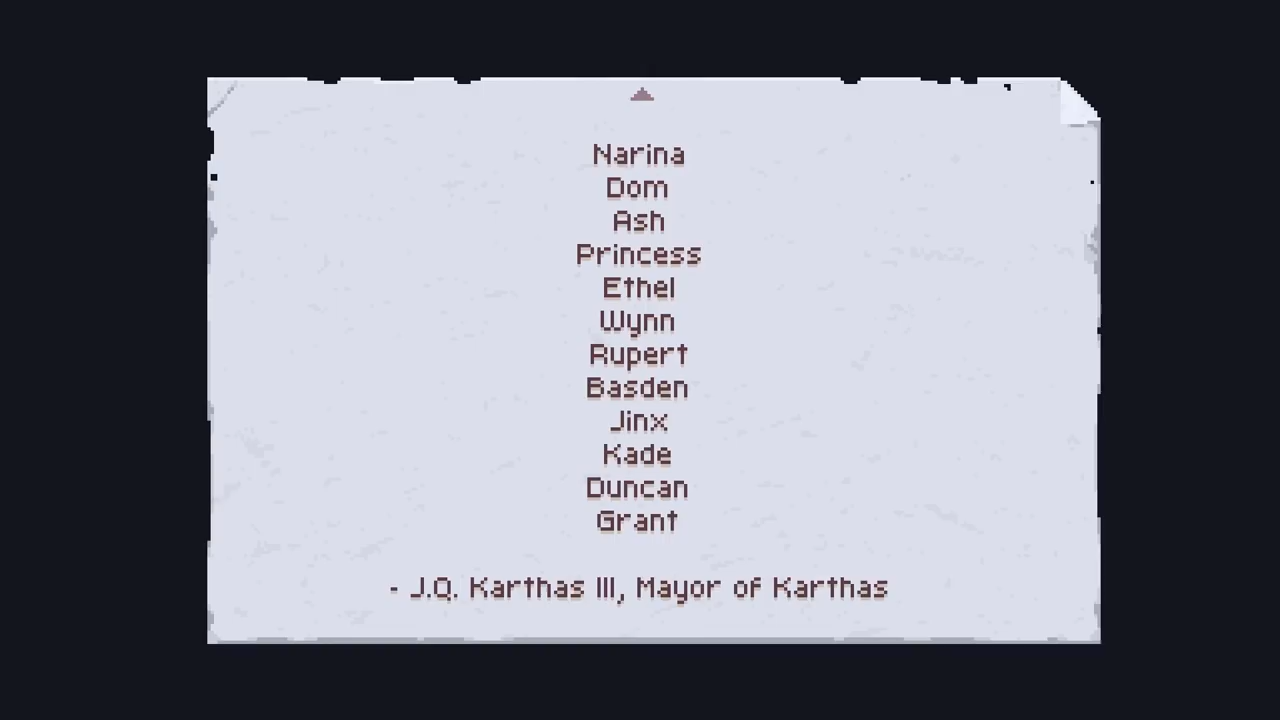 Narina
Dom
Ash
Princess
Ethel
Wynn
Rupert
Basden
Jinx
Kade
Duncan
Grant
- J.Q. Karthas III, Mayor of Karthas